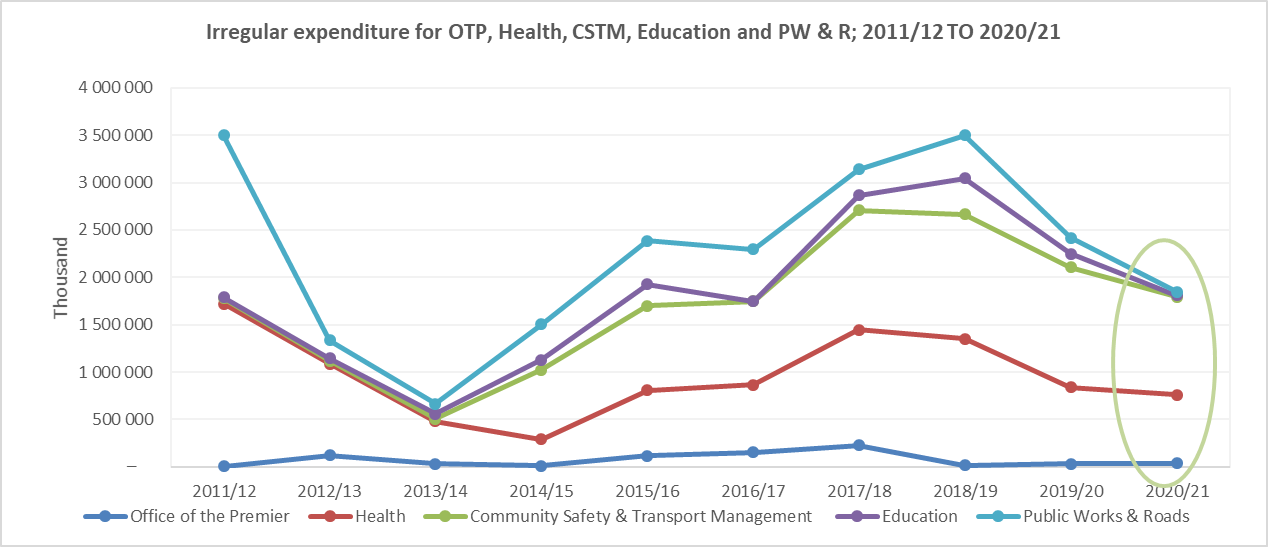 Irregular expenditure for OTP, Health, CSTM, Education and PW & R; 2011/12 TO 2020/21
4 000 000
3 500 000
3 000 000
2 500 000
2 000 000
1 500 000
1 000 000
500 000
–
Thousand
2011/12 2012/13 2013/14 2014/15 2015/16 2016/17 2017/18 2018/19 2019/20 2020/21
Office of the Premier Health Community Safety & Transport Management Education Public Works & Roads